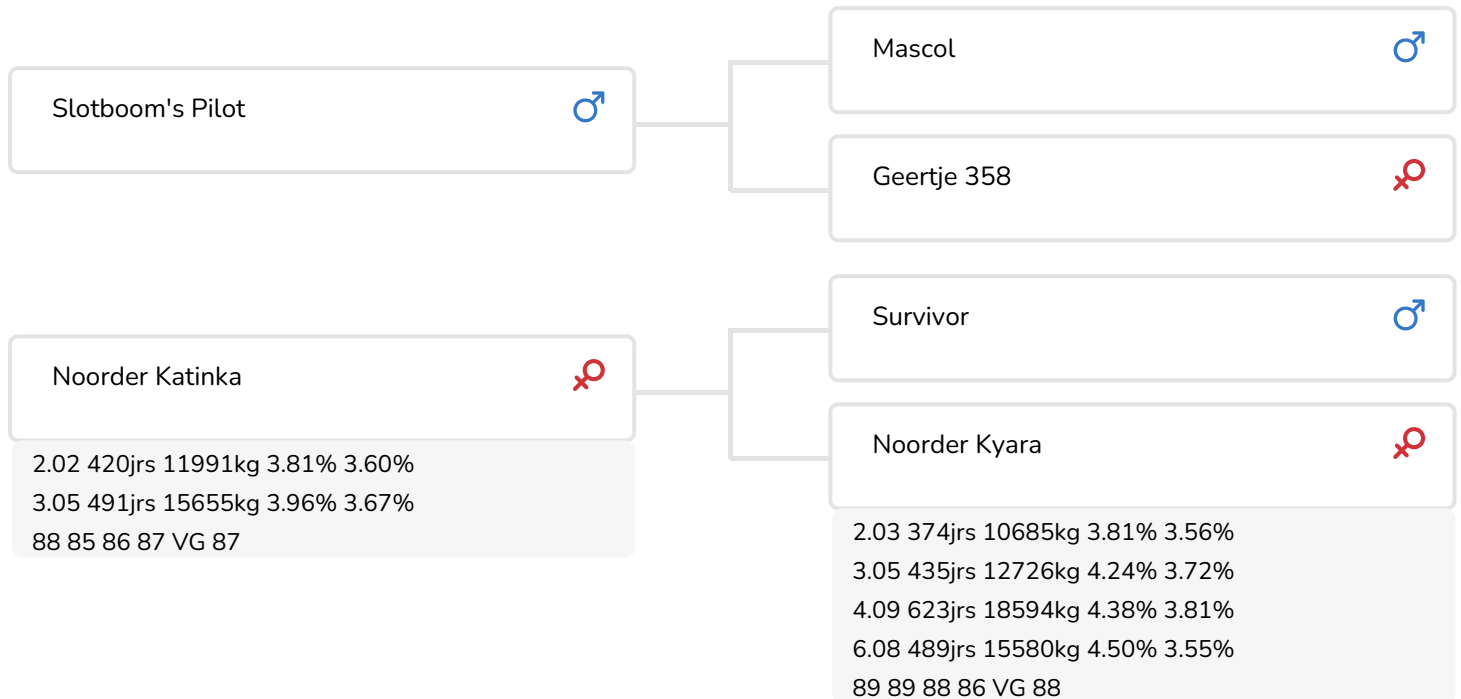 Slotboom's Pilot
Mascol
Geertje 358
Noorder Katinka
2.02 420jrs 11991kg 3.81% 3.60%
3.05 491jrs 15655kg 3.96% 3.67%
88 85 86 87 VG 87
Survivor
Noorder Kyara
2.03 374jrs 10685kg 3.81% 3.56%
3.05 435jrs 12726kg 4.24% 3.72%
4.09 623jrs 18594kg 4.38% 3.81%
6.08 489jrs 15580kg 4.50% 3.55%
89 89 88 86 VG 88